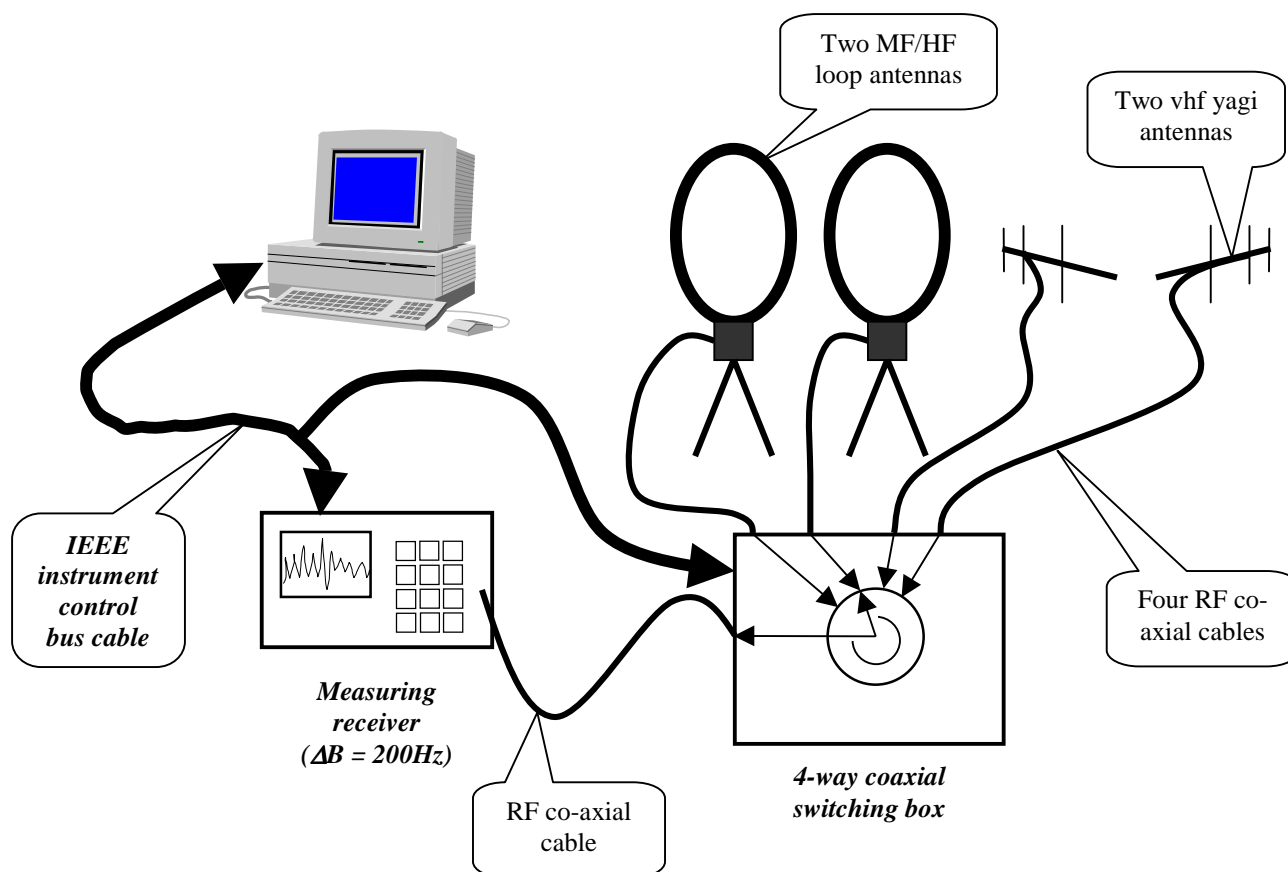 Two MF/HF
loop antennas
Two vhf yagi
antennas
IEEE
instrument
control
bus cable
Four RF co-
axial cables
Measuring
receiver
(ΔB = 200Hz)
4-way coaxial
switching box
RF co-axial
cable